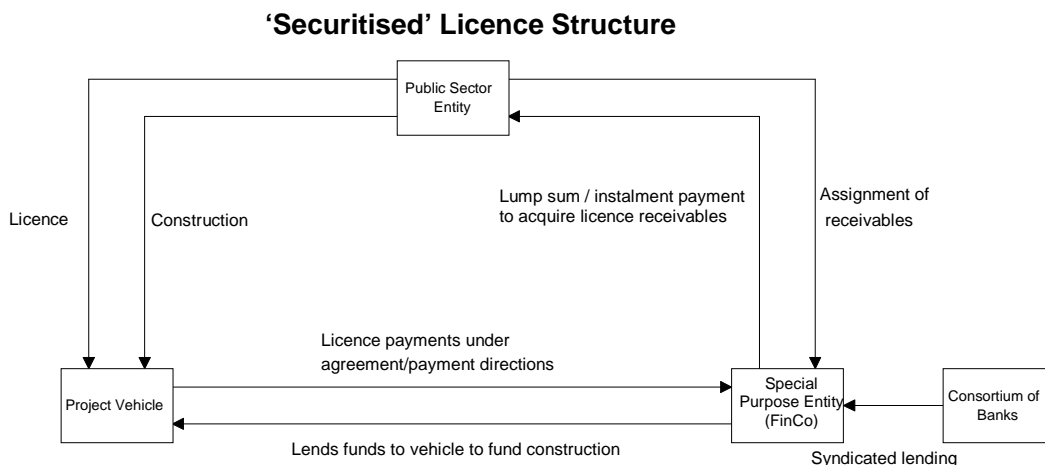 ‘Securitised’ Licence Structure
Public Sector
Entity
Lump sum / instalment payment
to acquire licence receivables
Assignment of
receivables
Licence
Construction
Licence payments under
agreement/payment directions
Project Vehicle
Special
Purpose Entity
(FinCo)
Consortium of
Banks
Lends funds to vehicle to fund construction
Syndicated lending